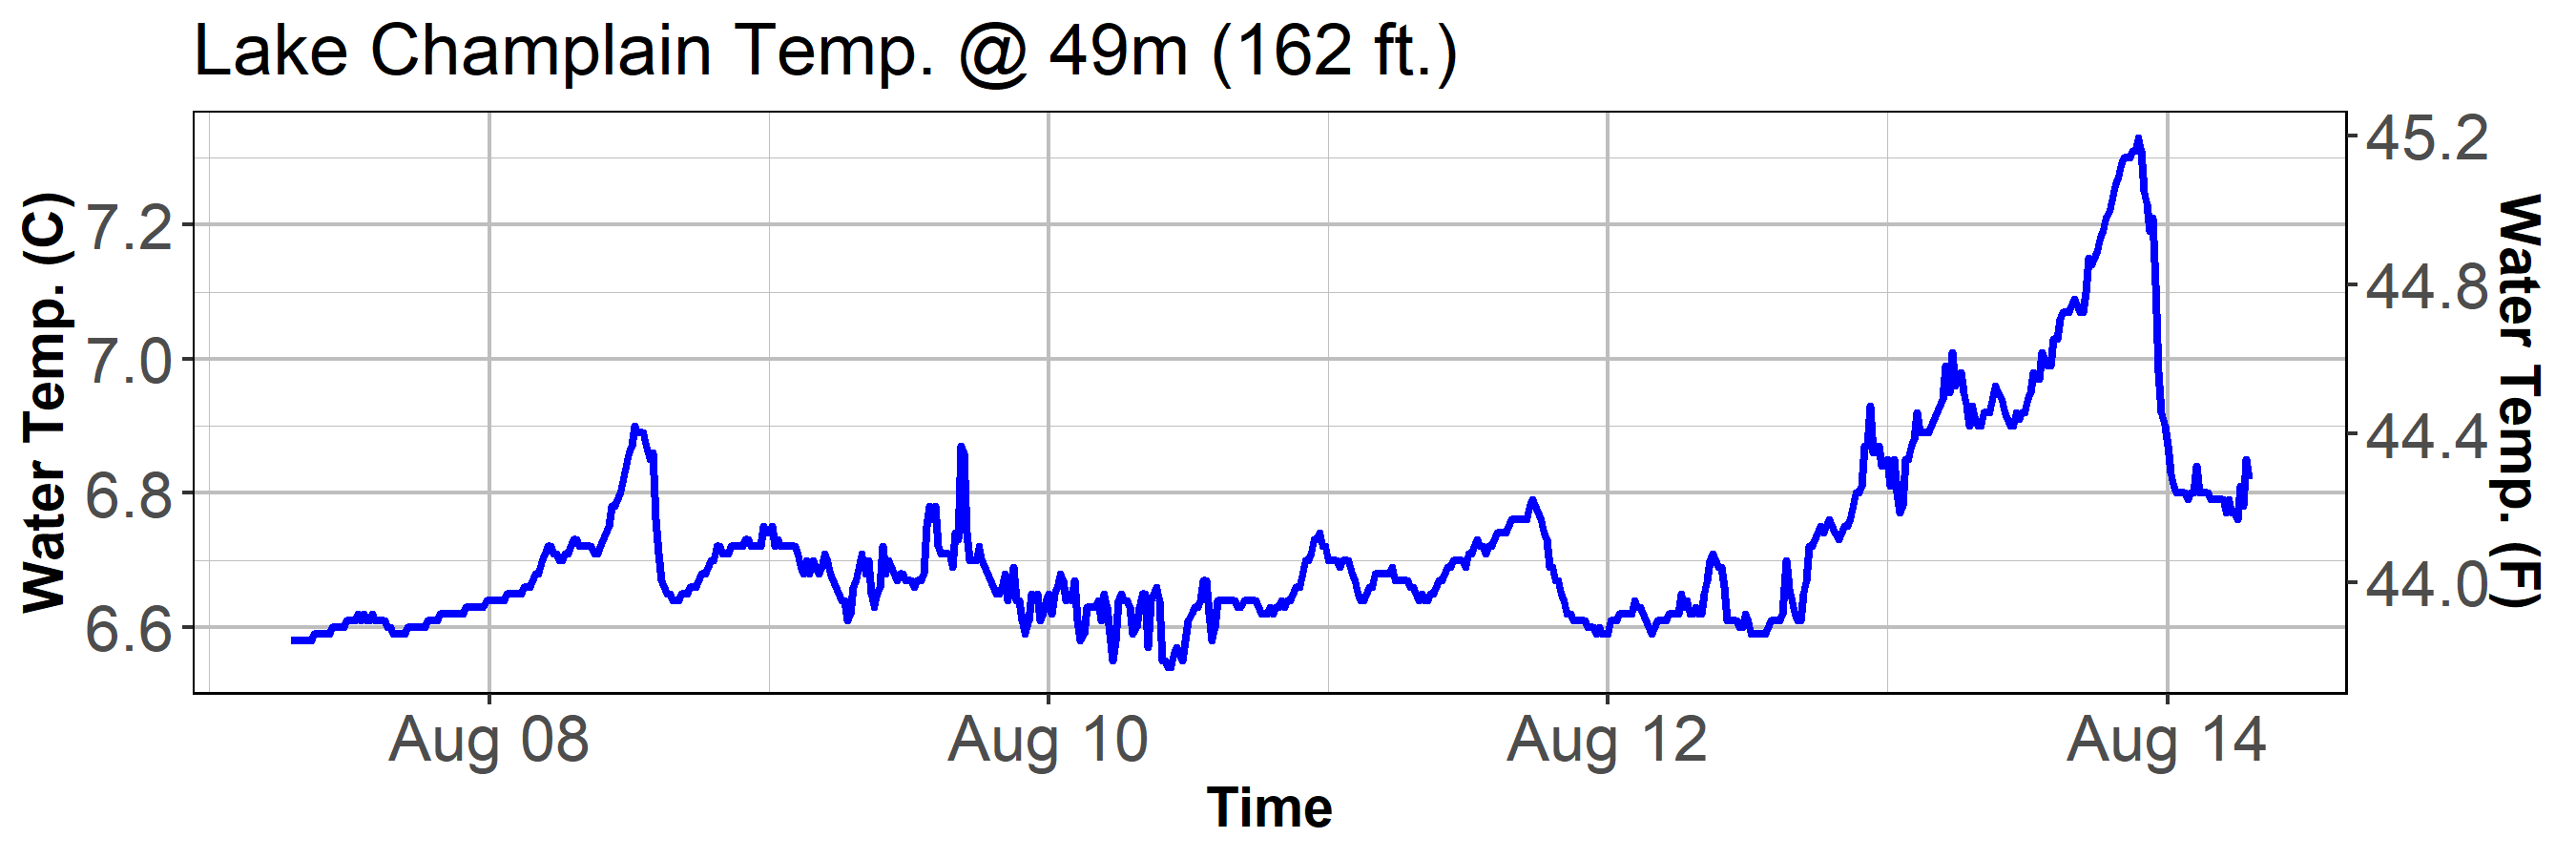 Lake Champlain Temp. @ 49m (162 ft.)
Water Temp. (C)
7.2
7.0
6.8
6.6
45.2
44.8
44.4
44.0
Water Temp. (F)
Aug 08 Aug 10 Aug 12 Aug 14
Time